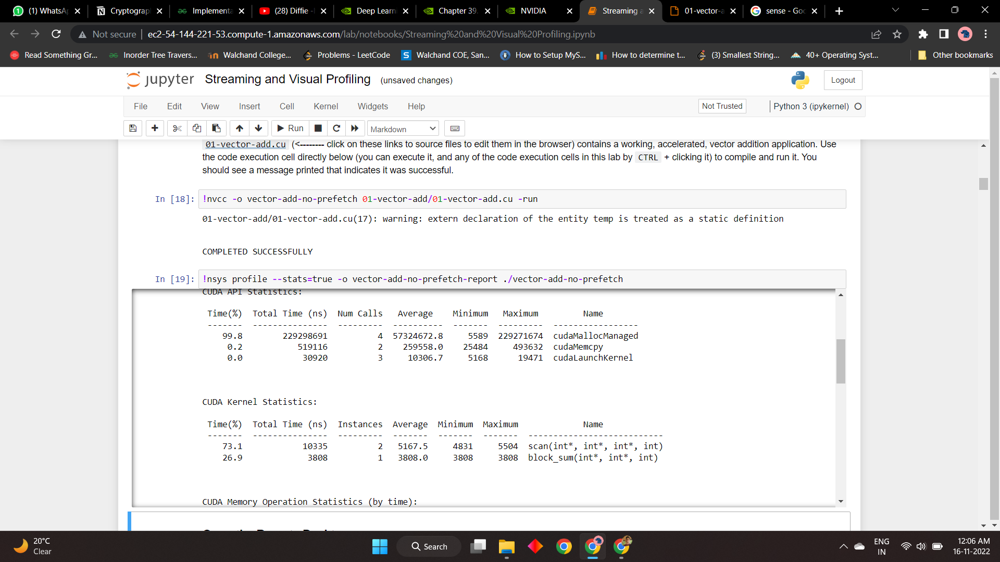 (1) WhatsA
Cryptograp
Implementa
(28) Diffie -
Deep Learn
Chapter 39.
NVIDIA
Streaming a
01-vector-a
sense - Goo
Not secure | ec2-54-144-221-53.compute-1.amazonaws.com/lab/notebooks/Streaming%20and%20Visual%20Profiling.ipynb
Read Something Gr...
Inorder Tree Travers...
Walchand College...
Problems - LeetCode
Walchand COE, San...
How to Setup MyS...
How to determine t...
(3) Smallest String...
40+ Operating Syst...
Other bookmarks
jupyter Streaming and Visual Profiling (unsaved changes)
Logout
File Edit View Insert Cell Kernel Widgets Help
Not Trusted
Python 3 (ipykernel)
Run
Markdown
01-vector-add.cu (<-------- click on these links to source files to edit them in the browser) contains a working, accelerated, vector addition application. Use
the code execution cell directly below (you can execute it, and any of the code execution cells in this lab by CTRL + clicking it) to compile and run it. You
should see a message printed that indicates it was successful.
In [18]: !nvcc -o vector-add-no-prefetch 01-vector-add/01-vector-add.cu -run
01-vector-add/01-vector-add.cu(17): warning: extern declaration of the entity temp is treated as a static definition
COMPLETED SUCCESSFULLY
In [19]: !nsys profile --stats=true -o vector-add-no-prefetch-report ./vector-add-no-prefetch
CUDA API Statistics:
Time(%) Total Time (ns) Num Calls Average Minimum Maximum Name
------- --------------- --------- ---------- ------- --------- -----------------
99.8 229298691 4 57324672.8 5589 229271674 cudaMallocManaged
0.2 519116 2 259558.0 25484 493632 cudaMemcpy
0.0 30920 3 10306.7 5168 19471 cudaLaunchKernel
CUDA Kernel Statistics:
Time(%) Total Time (ns) Instances Average Minimum Maximum Name
------- --------------- --------- ------- ------- ------- ---------------------------
73.1 10335 2 5167.5 4831 5504 scan(int*, int*, int*, int)
26.9 3808 1 3808.0 3808 3808 block_sum(int*, int*, int)
CUDA Memory Operation Statistics (by time):
20°C
Clear
Search
ENG
IN
12:06 AM
16-11-2022